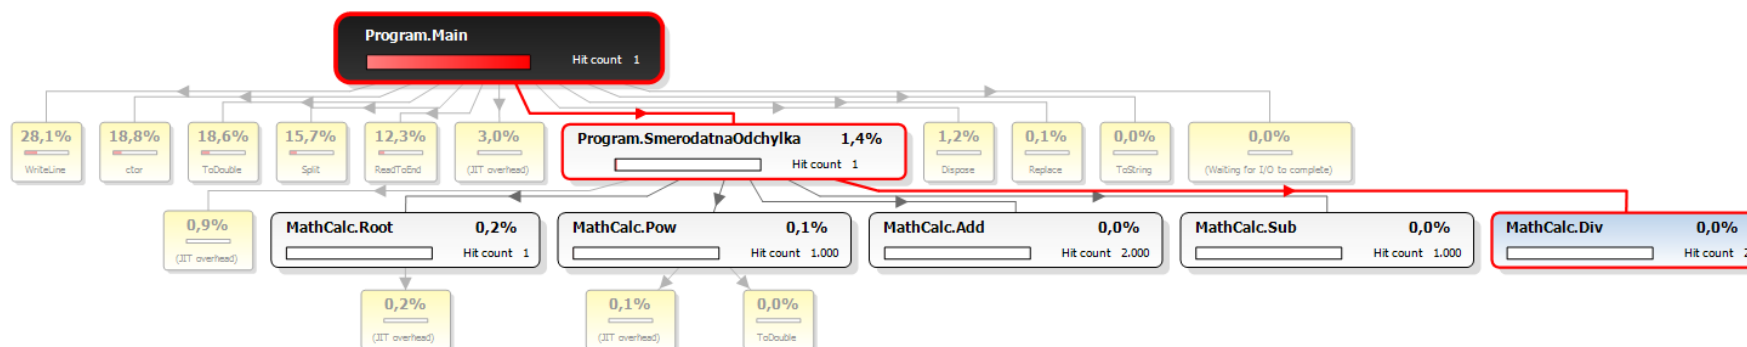 Program.Main
Hit count 1
28,1%
WriteLine
18,8%
ctor
18,6%
ToDouble
15,7%
Split
12,3%
ReadToEnd
3,0%
(JIT overhead)
Program.SmerodatnaOdchylka 1,4%
Hit count 1
1,2%
Dispose
0,1%
Replace
0,0%
ToString
0,0%
(Waiting for I/O to complete)
0,9%
(JIT overhead)
MathCalc.Root 0,2%
Hit count 1
MathCalc.Pow 0,1%
Hit count 1.000
MathCalc.Add 0,0%
Hit count 2.000
MathCalc.Sub 0,0%
Hit count 1.000
MathCalc.Div 0,0%
Hit count 2
0,2%
(JIT overhead)
0,1%
(JIT overhead)
0,0%
ToDouble